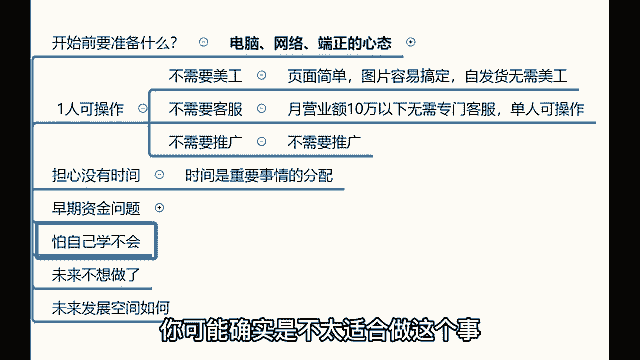 开始前要准备什么？ 电脑、网络、端正的心态
不需要美工 页面简单，图片容易搞定，自发货无需美工
1人可操作 不需要客服 月营业额10万以下无需专门客服，单人可操作
不需要推广 不需要推广
担心没有时间 时间是重要事情的分配
早期资金问题
怕自己学不会
未来不想做了
未来发展空间如何
你可能确实是不太适合做这个事